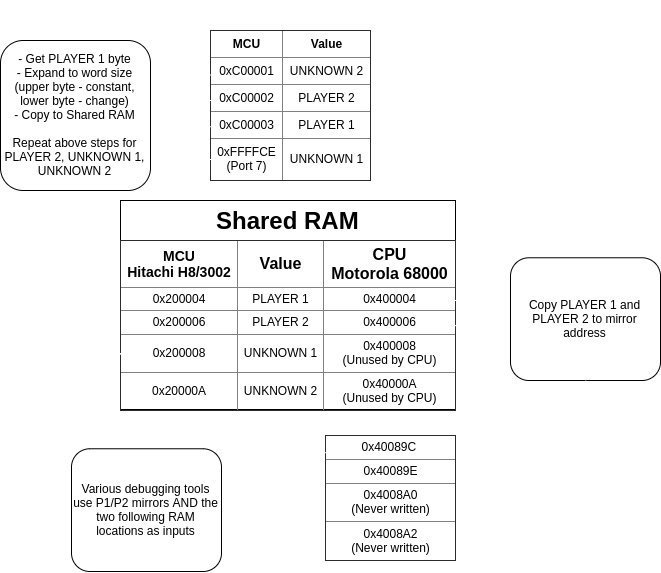 - Get PLAYER 1 byte
- Expand to word size
(upper byte - constant,
lower byte - change)
- Copy to Shared RAM
Repeat above steps for
PLAYER 2, UNKNOWN 1,
UNKNOWN 2
MCU Value
0xC00001 UNKNOWN 2
0xC00002 PLAYER 2
0xC00003 PLAYER 1
0xFFFFCE
(Port 7) UNKNOWN 1
Shared RAM
MCU
Hitachi H8/3002 Value CPU
Motorola 68000
0x200004 PLAYER 1 0x400004
0x200006 PLAYER 2 0x400006
0x200008 UNKNOWN 1 0x400008
(Unused by CPU)
0x20000A UNKNOWN 2 0x40000A
(Unused by CPU)
Copy PLAYER 1 and
PLAYER 2 to mirror
address
Various debugging tools
use P1/P2 mirrors AND the
two following RAM
locations as inputs
0x40089C
0x40089E
0x4008A0
(Never written)
0x4008A2
(Never written)